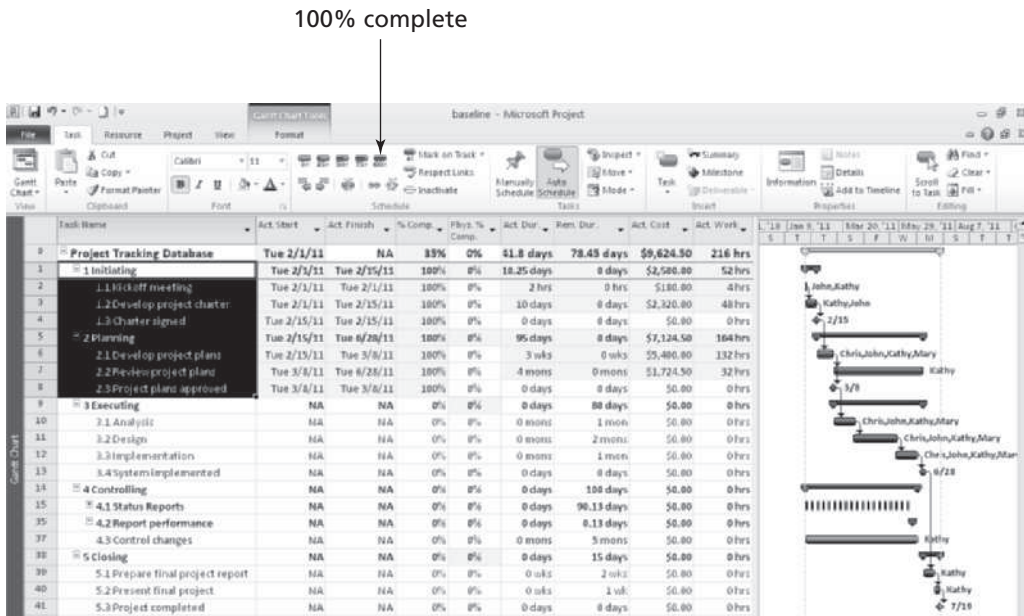 100% complete
Gantt Chart Tools
baseline - Microsoft Project
File Task Resource Project View Format
Cut
Copy
Format Painter
Paste
Gantt Chart
View
Clipboard
Calibri 11
B I U
Font
Mark on Track
Respect Links
Inactivate
Schedule
Manually Schedule
Auto Schedule
Inspect
Move
Mode
Tasks
Task
Summary
Milestone
Deliverable
Insert
Information
Notes
Details
Add to Timeline
Properties
Scroll to Task
Find
Clear
Fill
Editing
Task Name Act. Start Act. Finish % Comp. Phys. % Comp. Act. Dur. Rem. Dur. Act. Cost Act. Work
Jan 9, '11 Mar 20, '11 May 29, '11 Aug 7, '11
S T T S F W M S T T
0 Project Tracking Database Tue 2/1/11 NA 35% 0% 41.8 days 78.45 days $9,624.50 216 hrs
1 1 Initiating Tue 2/1/11 Tue 2/15/11 100% 0% 10.25 days 0 days $2,500.00 52 hrs
2 1.1 Kickoff meeting Tue 2/1/11 Tue 2/1/11 100% 0% 2 hrs 0 hrs $180.00 4 hrs John,Kathy
3 1.2 Develop project charter Tue 2/1/11 Tue 2/15/11 100% 0% 10 days 0 days $2,320.00 48 hrs Kathy,John
4 1.3 Charter signed Tue 2/15/11 Tue 2/15/11 100% 0% 0 days 0 days $0.00 0 hrs 2/15
5 2 Planning Tue 2/15/11 Tue 6/28/11 100% 0% 95 days 0 days $7,124.50 164 hrs
6 2.1 Develop project plans Tue 2/15/11 Tue 3/8/11 100% 0% 3 wks 0 wks $5,400.00 132 hrs Chris,John,Kathy,Mary
7 2.2 Review project plans Tue 3/8/11 Tue 6/28/11 100% 0% 4 mons 0 mons $1,724.50 32 hrs Kathy
8 2.3 Project plans approved Tue 3/8/11 Tue 3/8/11 100% 0% 0 days 0 days $0.00 0 hrs 3/8
9 3 Executing NA NA 0% 0% 0 days 80 days $0.00 0 hrs
10 3.1 Analysis NA NA 0% 0% 0 mons 1 mon $0.00 0 hrs Chris,John,Kathy,Mary
11 3.2 Design NA NA 0% 0% 0 mons 2 mons $0.00 0 hrs Chris,John,Kathy,Mary
12 3.3 Implementation NA NA 0% 0% 0 mons 1 mon $0.00 0 hrs Chris,John,Kathy,Mar
13 3.4 System implemented NA NA 0% 0% 0 days 0 days $0.00 0 hrs 6/28
14 4 Controlling NA NA 0% 0% 0 days 100 days $0.00 0 hrs
15 4.1 Status Reports NA NA 0% 0% 0 days 90.13 days $0.00 0 hrs
35 4.2 Report performance NA NA 0% 0% 0 days 0.13 days $0.00 0 hrs
37 4.3 Control changes NA NA 0% 0% 0 mons 5 mons $0.00 0 hrs Kathy
38 5 Closing NA NA 0% 0% 0 days 15 days $0.00 0 hrs
39 5.1 Prepare final project report NA NA 0% 0% 0 wks 2 wks $0.00 0 hrs Kathy
40 5.2 Present final project NA NA 0% 0% 0 wks 1 wk $0.00 0 hrs Kathy
41 5.3 Project completed NA NA 0% 0% 0 days 0 days $0.00 0 hrs 7/19
Gantt Chart